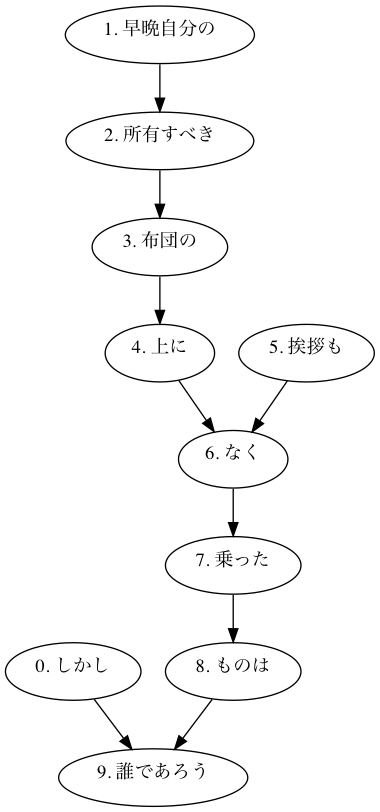 1. 早晩自分の
2. 所有すべき
3. 布団の
4. 上に
5. 挨拶も
6. なく
7. 乗った
0. しかし
8. ものは
9. 誰であろう